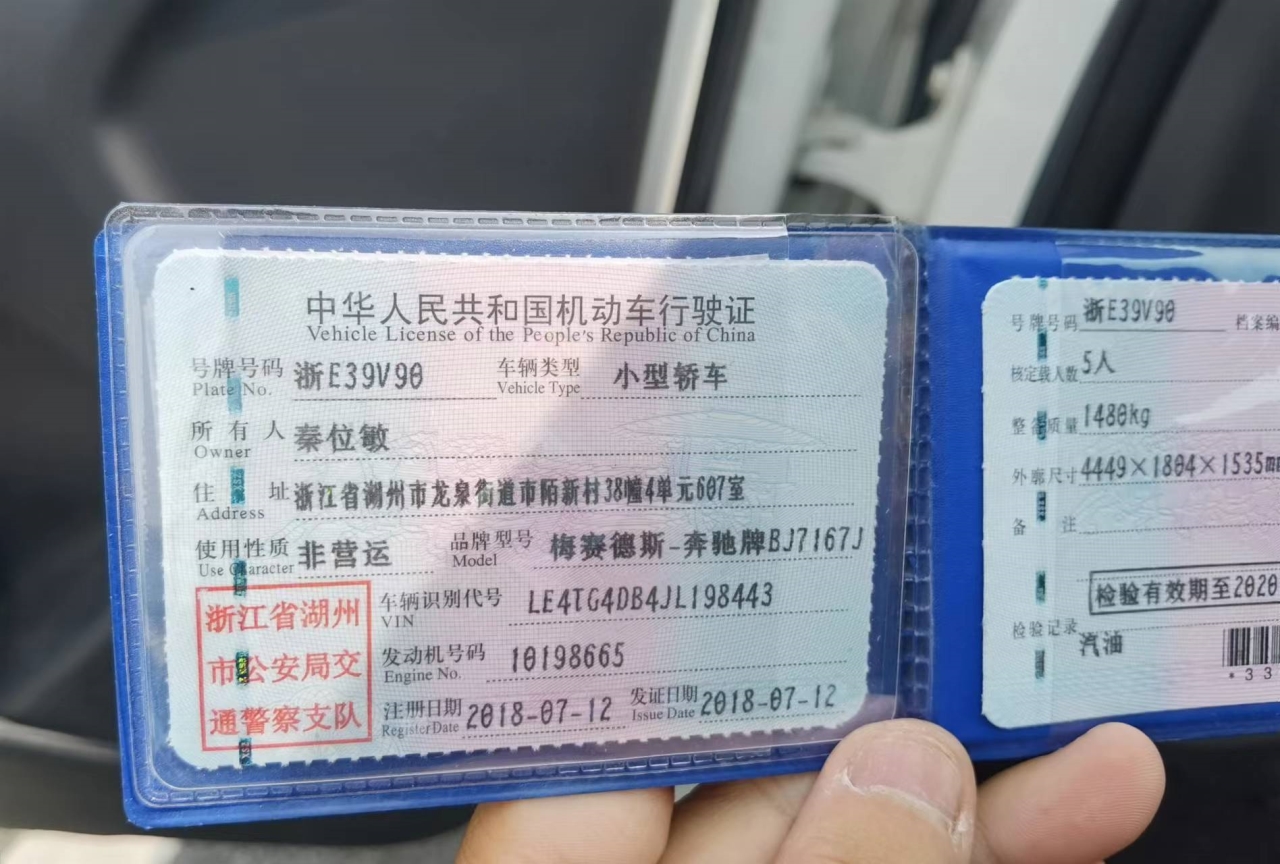 中华人民共和国机动车行驶证
Vehicle License of the People's Republic of China
号牌号码 浙E39V90 车辆类型 小型轿车
Plate No. Vehicle Type
所有人 秦位敏
Owner
住址 浙江省湖州市龙泉街道市陌新村38幢4单元607室
Address
使用性质 非营运 品牌型号 梅赛德斯-奔驰牌BJ7167J
Use Character Model
浙江省湖州
市公安局交
通警察支队
车辆识别代号 LE4TG4DB4JL198443
VIN
发动机号码 10198665
Engine No.
注册日期 2018-07-12 发证日期 2018-07-12
Register Date Issue Date
号牌号码 浙E39V90 档案编
核定载人数 5人
整备质量 1480kg
外廓尺寸 4449×1804×1535mm
备注
检验有效期至2020
检验记录
汽油
*33